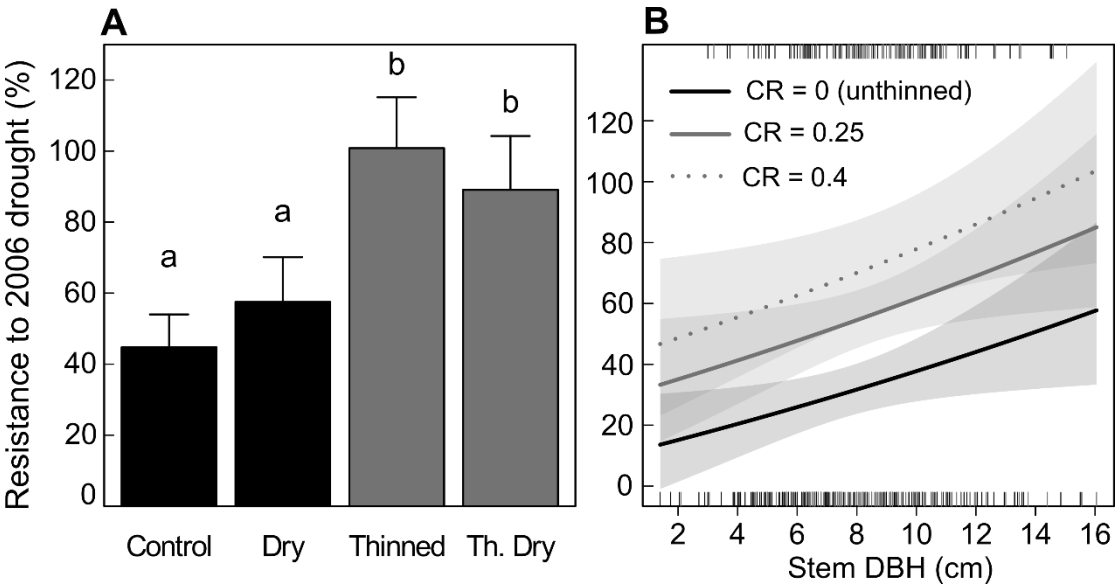 A
Resistance to 2006 drought (%)
120
100
80
60
40
20
0
a
a
b
b
Control Dry Thinned Th. Dry
B
CR = 0 (unthinned)
CR = 0.25
CR = 0.4
120
100
80
60
40
20
0
2 4 6 8 10 12 14 16
Stem DBH (cm)